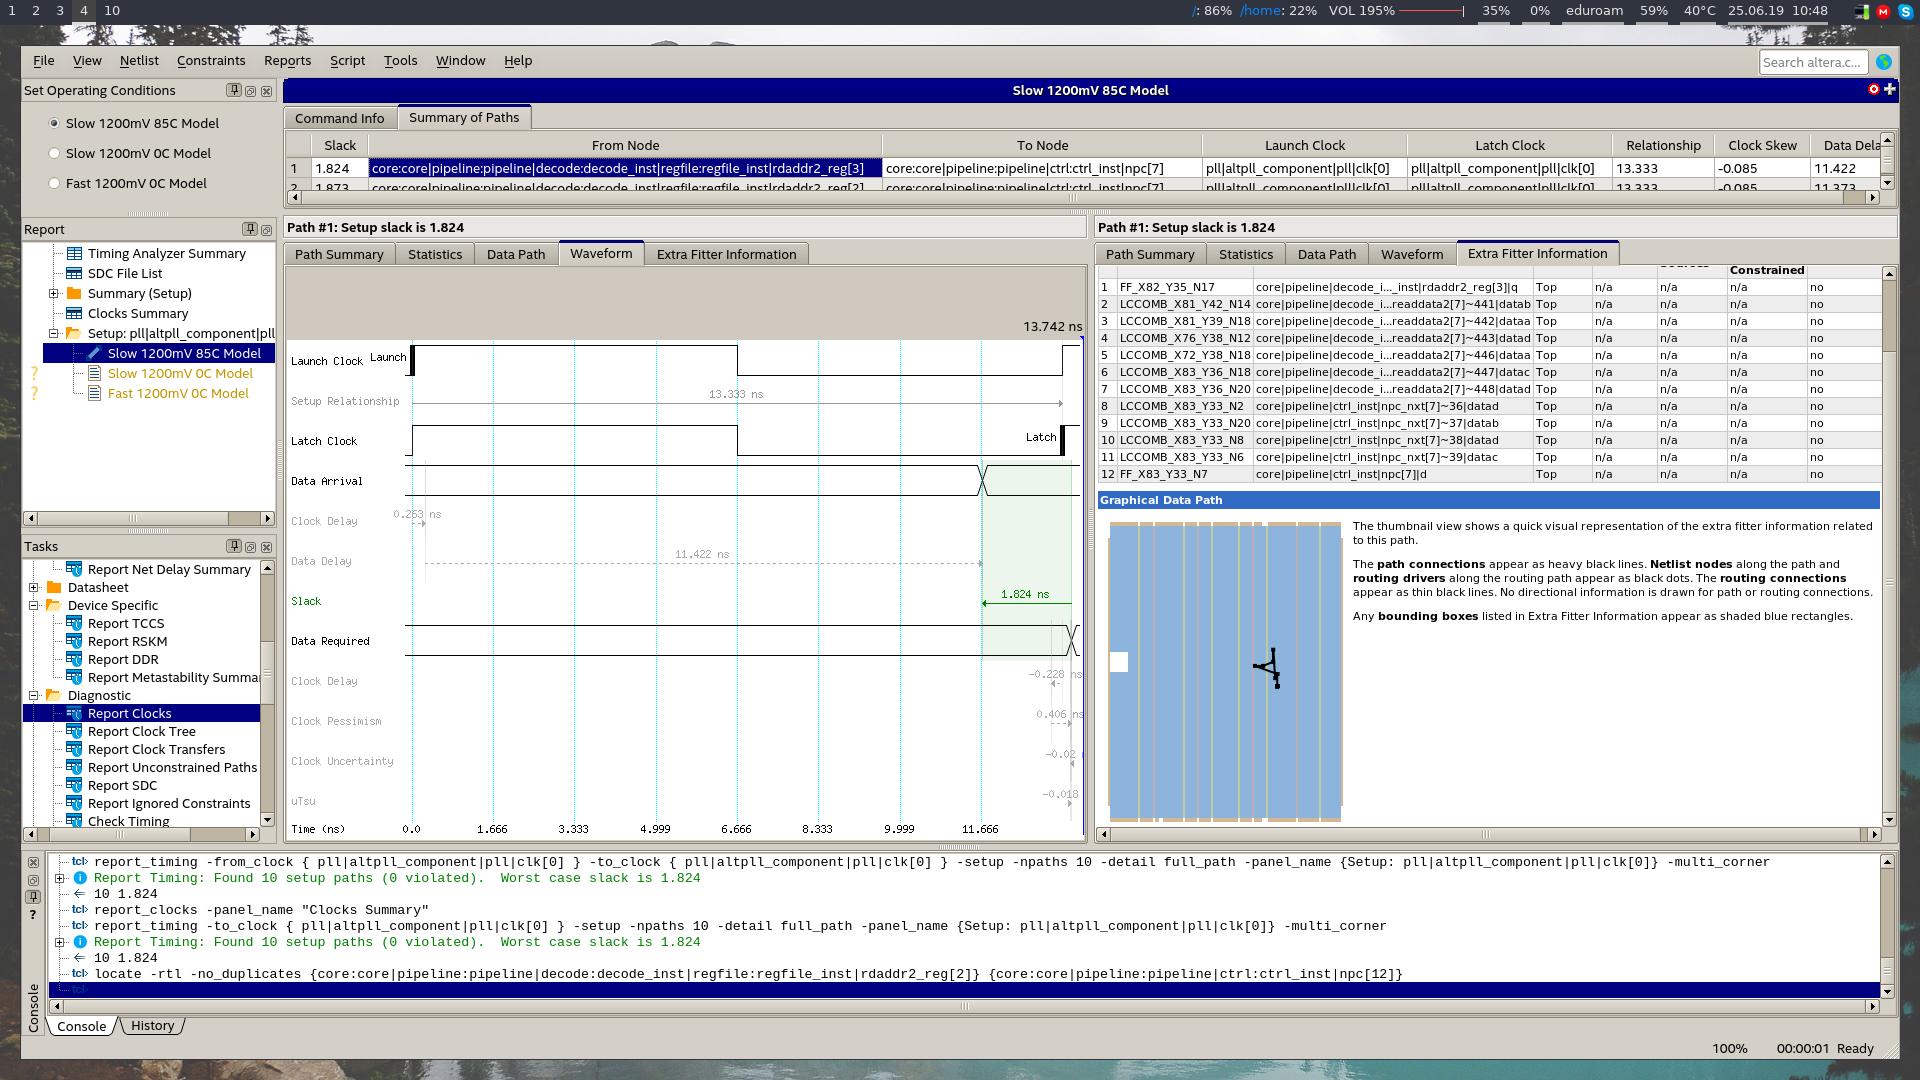 1 2 3 4 10
/: 86% /home: 22% VOL 195% 35% 0% eduroam 59% 40°C 25.06.19 10:48
File View Netlist Constraints Reports Script Tools Window Help
Search altera.c...
Set Operating Conditions
Slow 1200mV 85C Model
Slow 1200mV 0C Model
Fast 1200mV 0C Model
Slow 1200mV 85C Model
Command Info Summary of Paths
Slack From Node To Node Launch Clock Latch Clock Relationship Clock Skew Data Dela
1 1.824 core:core|pipeline:pipeline|decode:decode_inst|regfile:regfile_inst|rdaddr2_reg[3] core:core|pipeline:pipeline|ctrl:ctrl_inst|npc[7] pll|altpll_component|pll|clk[0] pll|altpll_component|pll|clk[0] 13.333 -0.085 11.422
2 1.873 core:core|pipeline:pipeline|decode:decode_inst|regfile:regfile_inst|rdaddr2_reg[2] core:core|pipeline:pipeline|ctrl:ctrl_inst|npc[7] pll|altpll_component|pll|clk[0] pll|altpll_component|pll|clk[0] 13.333 -0.085 11.373
Report
Timing Analyzer Summary
SDC File List
Summary (Setup)
Clocks Summary
Setup: pll|altpll_component|pll
Slow 1200mV 85C Model
? Slow 1200mV 0C Model
? Fast 1200mV 0C Model
Tasks
Report Net Delay Summary
Datasheet
Device Specific
Report TCCS
Report RSKM
Report DDR
Report Metastability Summa
Diagnostic
Report Clocks
Report Clock Tree
Report Clock Transfers
Report Unconstrained Paths
Report SDC
Report Ignored Constraints
Check Timing
Path #1: Setup slack is 1.824
Path Summary Statistics Data Path Waveform Extra Fitter Information
13.742 ns
Launch Clock Launch
Setup Relationship 13.333 ns
Latch Clock Latch
Data Arrival
Clock Delay 0.263 ns
Data Delay 11.422 ns
Slack 1.824 ns
Data Required
Clock Delay -0.228 ns
Clock Pessimism 0.406 ns
Clock Uncertainty -0.02
uTsu -0.018
Time (ns) 0.0 1.666 3.333 4.999 6.666 8.333 9.999 11.666
Path #1: Setup slack is 1.824
Path Summary Statistics Data Path Waveform Extra Fitter Information
Constrained
1 FF_X82_Y35_N17 core|pipeline|decode_i..._inst|rdaddr2_reg[3]|q Top n/a n/a n/a no
2 LCCOMB_X81_Y42_N14 core|pipeline|decode_i...readdata2[7]~441|datab Top n/a n/a n/a no
3 LCCOMB_X81_Y39_N18 core|pipeline|decode_i...readdata2[7]~442|dataa Top n/a n/a n/a no
4 LCCOMB_X76_Y38_N12 core|pipeline|decode_i...readdata2[7]~443|datad Top n/a n/a n/a no
5 LCCOMB_X72_Y38_N18 core|pipeline|decode_i...readdata2[7]~446|dataa Top n/a n/a n/a no
6 LCCOMB_X83_Y36_N18 core|pipeline|decode_i...readdata2[7]~447|datac Top n/a n/a n/a no
7 LCCOMB_X83_Y36_N20 core|pipeline|decode_i...readdata2[7]~448|datad Top n/a n/a n/a no
8 LCCOMB_X83_Y33_N2 core|pipeline|ctrl_inst|npc_nxt[7]~36|datad Top n/a n/a n/a no
9 LCCOMB_X83_Y33_N20 core|pipeline|ctrl_inst|npc_nxt[7]~37|datab Top n/a n/a n/a no
10 LCCOMB_X83_Y33_N8 core|pipeline|ctrl_inst|npc_nxt[7]~38|datad Top n/a n/a n/a no
11 LCCOMB_X83_Y33_N6 core|pipeline|ctrl_inst|npc_nxt[7]~39|datac Top n/a n/a n/a no
12 FF_X83_Y33_N7 core|pipeline|ctrl_inst|npc[7]|d Top n/a n/a n/a no
Graphical Data Path
The thumbnail view shows a quick visual representation of the extra fitter information related
to this path.
The path connections appear as heavy black lines. Netlist nodes along the path and
routing drivers along the routing path appear as black dots. The routing connections
appear as thin black lines. No directional information is drawn for path or routing connections.
Any bounding boxes listed in Extra Fitter Information appear as shaded blue rectangles.
tcl> report_timing -from_clock { pll|altpll_component|pll|clk[0] } -to_clock { pll|altpll_component|pll|clk[0] } -setup -npaths 10 -detail full_path -panel_name {Setup: pll|altpll_component|pll|clk[0]} -multi_corner
Report Timing: Found 10 setup paths (0 violated).  Worst case slack is 1.824
10 1.824
tcl> report_clocks -panel_name "Clocks Summary"
tcl> report_timing -to_clock { pll|altpll_component|pll|clk[0] } -setup -npaths 10 -detail full_path -panel_name {Setup: pll|altpll_component|pll|clk[0]} -multi_corner
Report Timing: Found 10 setup paths (0 violated).  Worst case slack is 1.824
10 1.824
tcl> locate -rtl -no_duplicates {core:core|pipeline:pipeline|decode:decode_inst|regfile:regfile_inst|rdaddr2_reg[2]} {core:core|pipeline:pipeline|ctrl:ctrl_inst|npc[12]}
tcl>
Console
Console History
100% 00:00:01 Ready